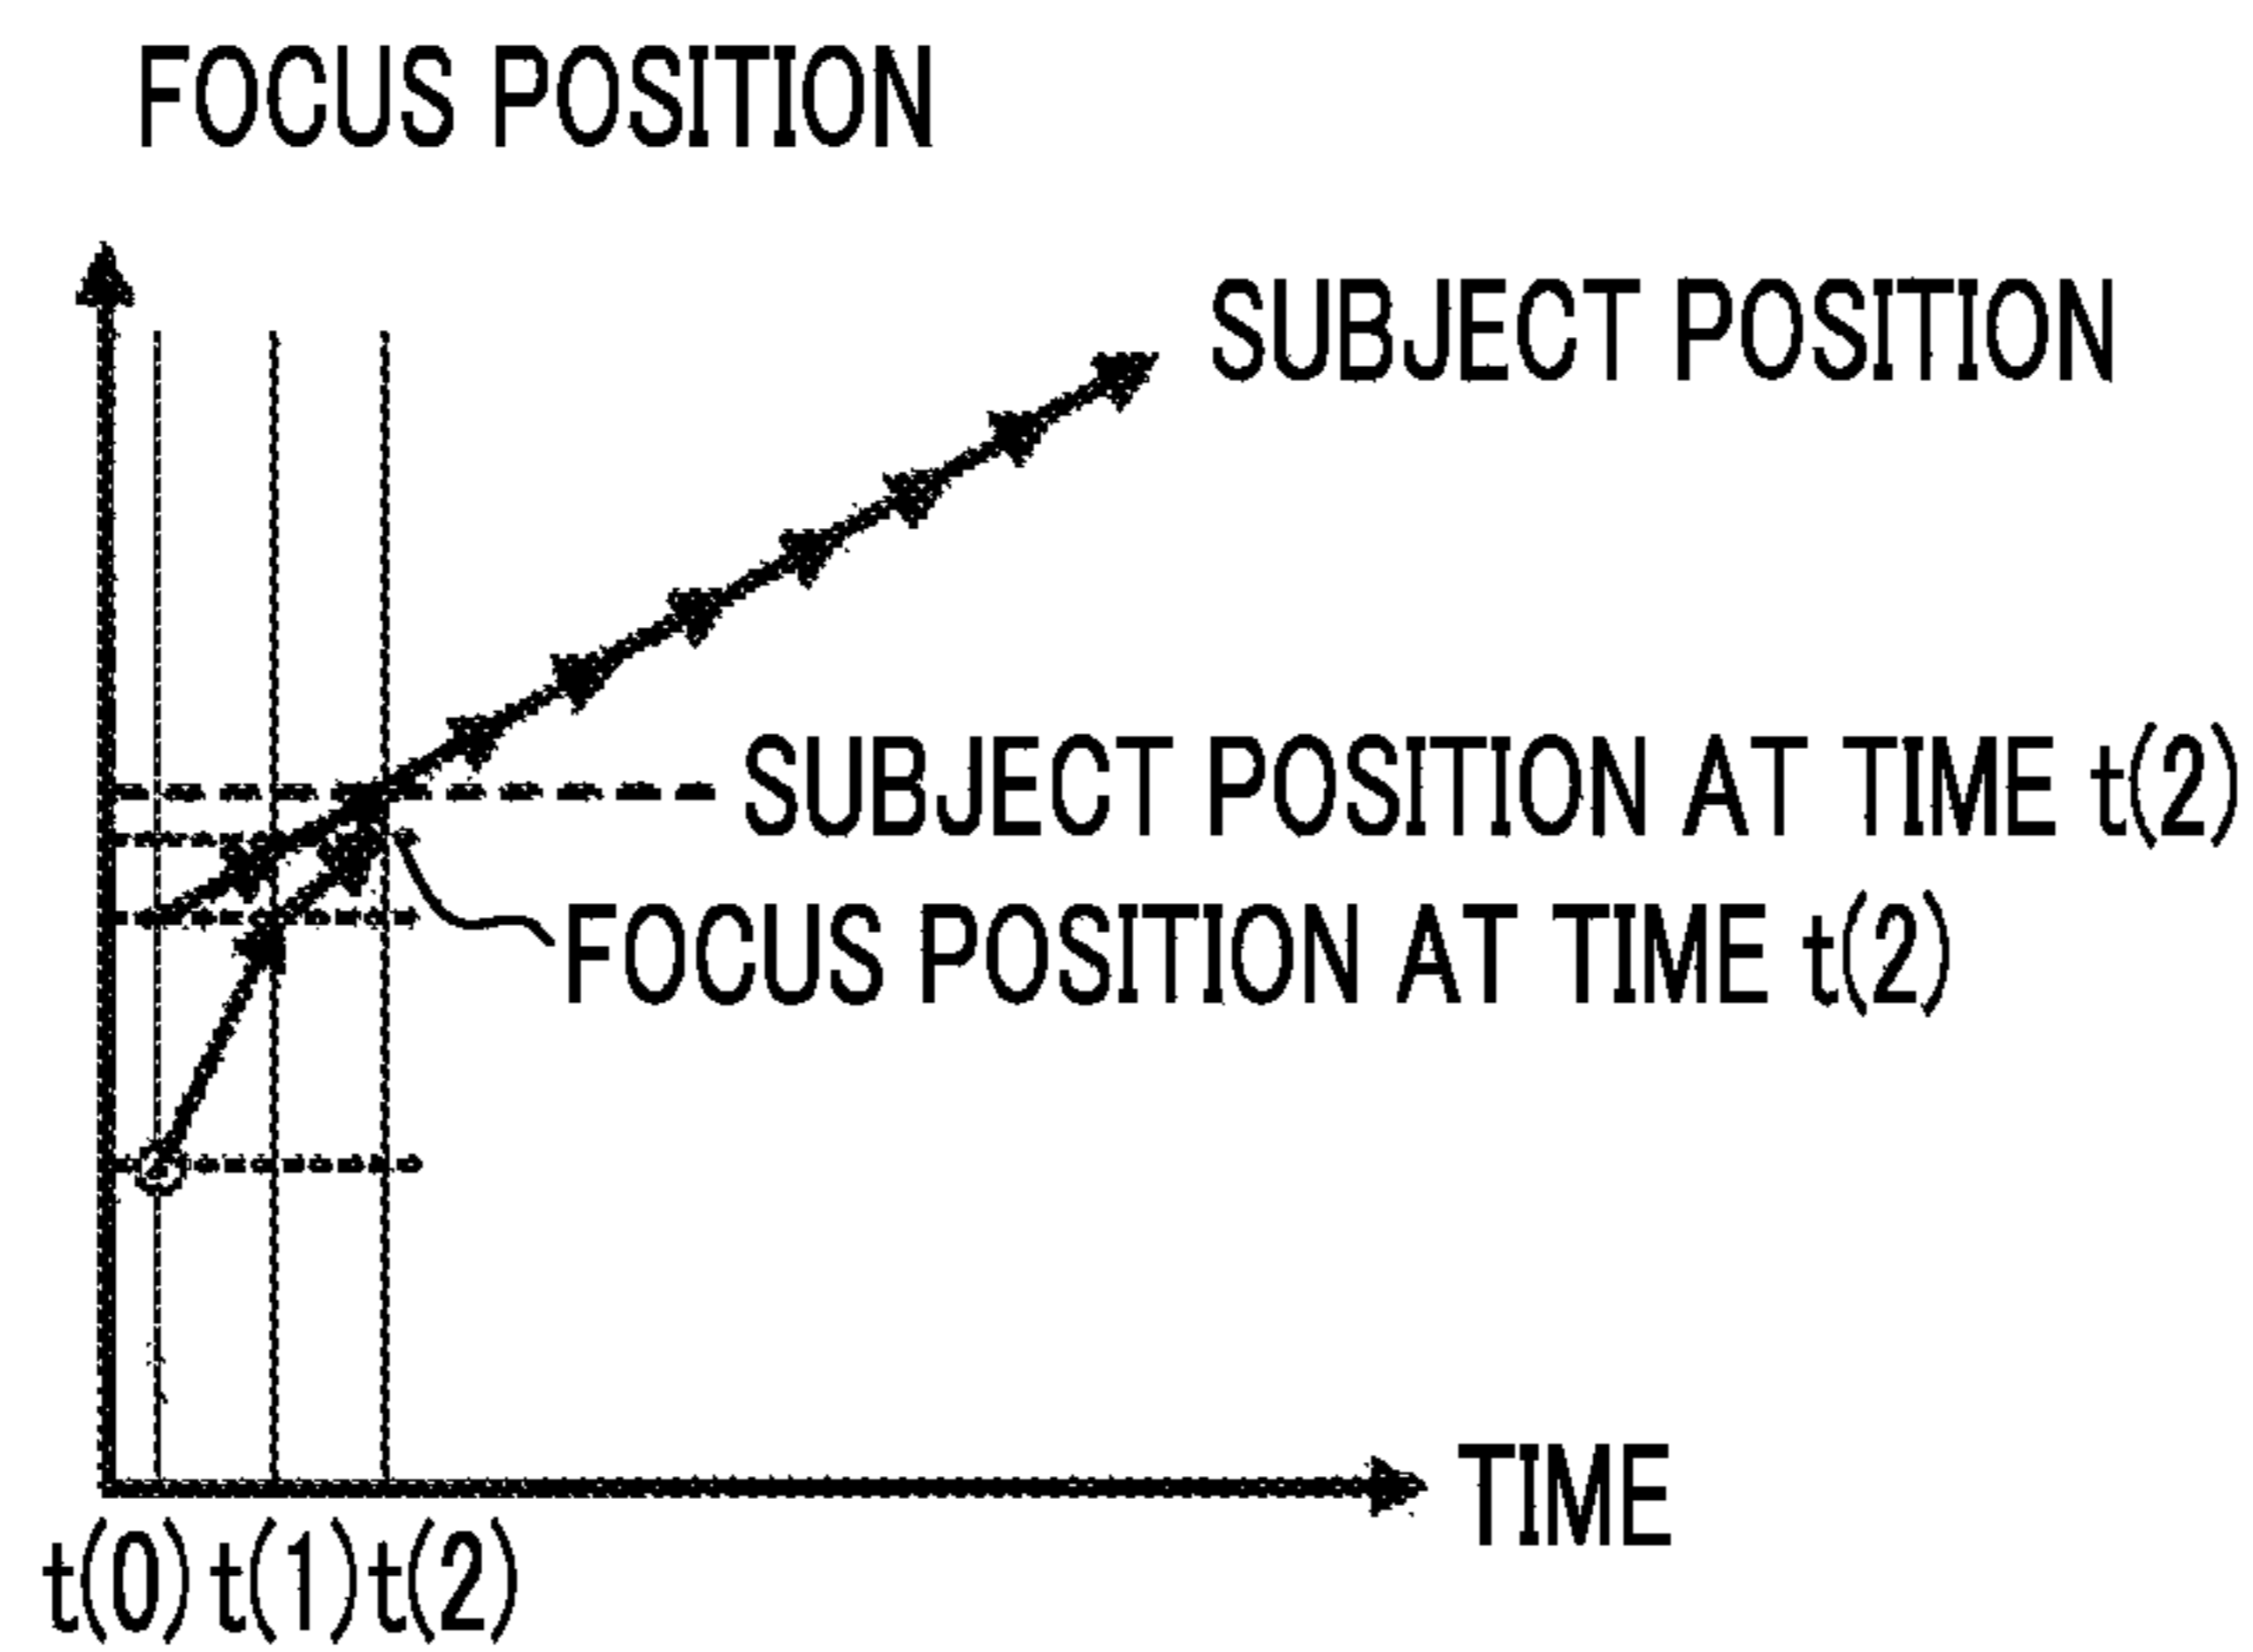 FOCUS POSITION
SUBJECT POSITION
SUBJECT POSITION AT TIME t(2)
FOCUS POSITION AT TIME t(2)
TIME
t(0) t(1) t(2)